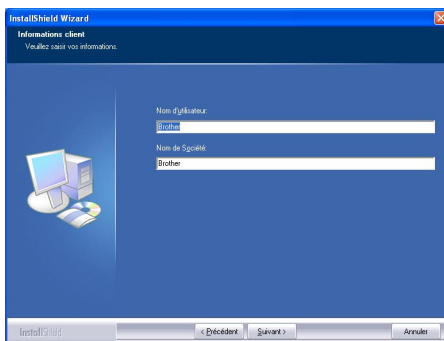 InstallShield Wizard
Informations client
Veuillez saisir vos informations.
Nom d'utilisateur:
Brother
Nom de Société:
Brother
InstallShield
< Précédent
Suivant >
Annuler